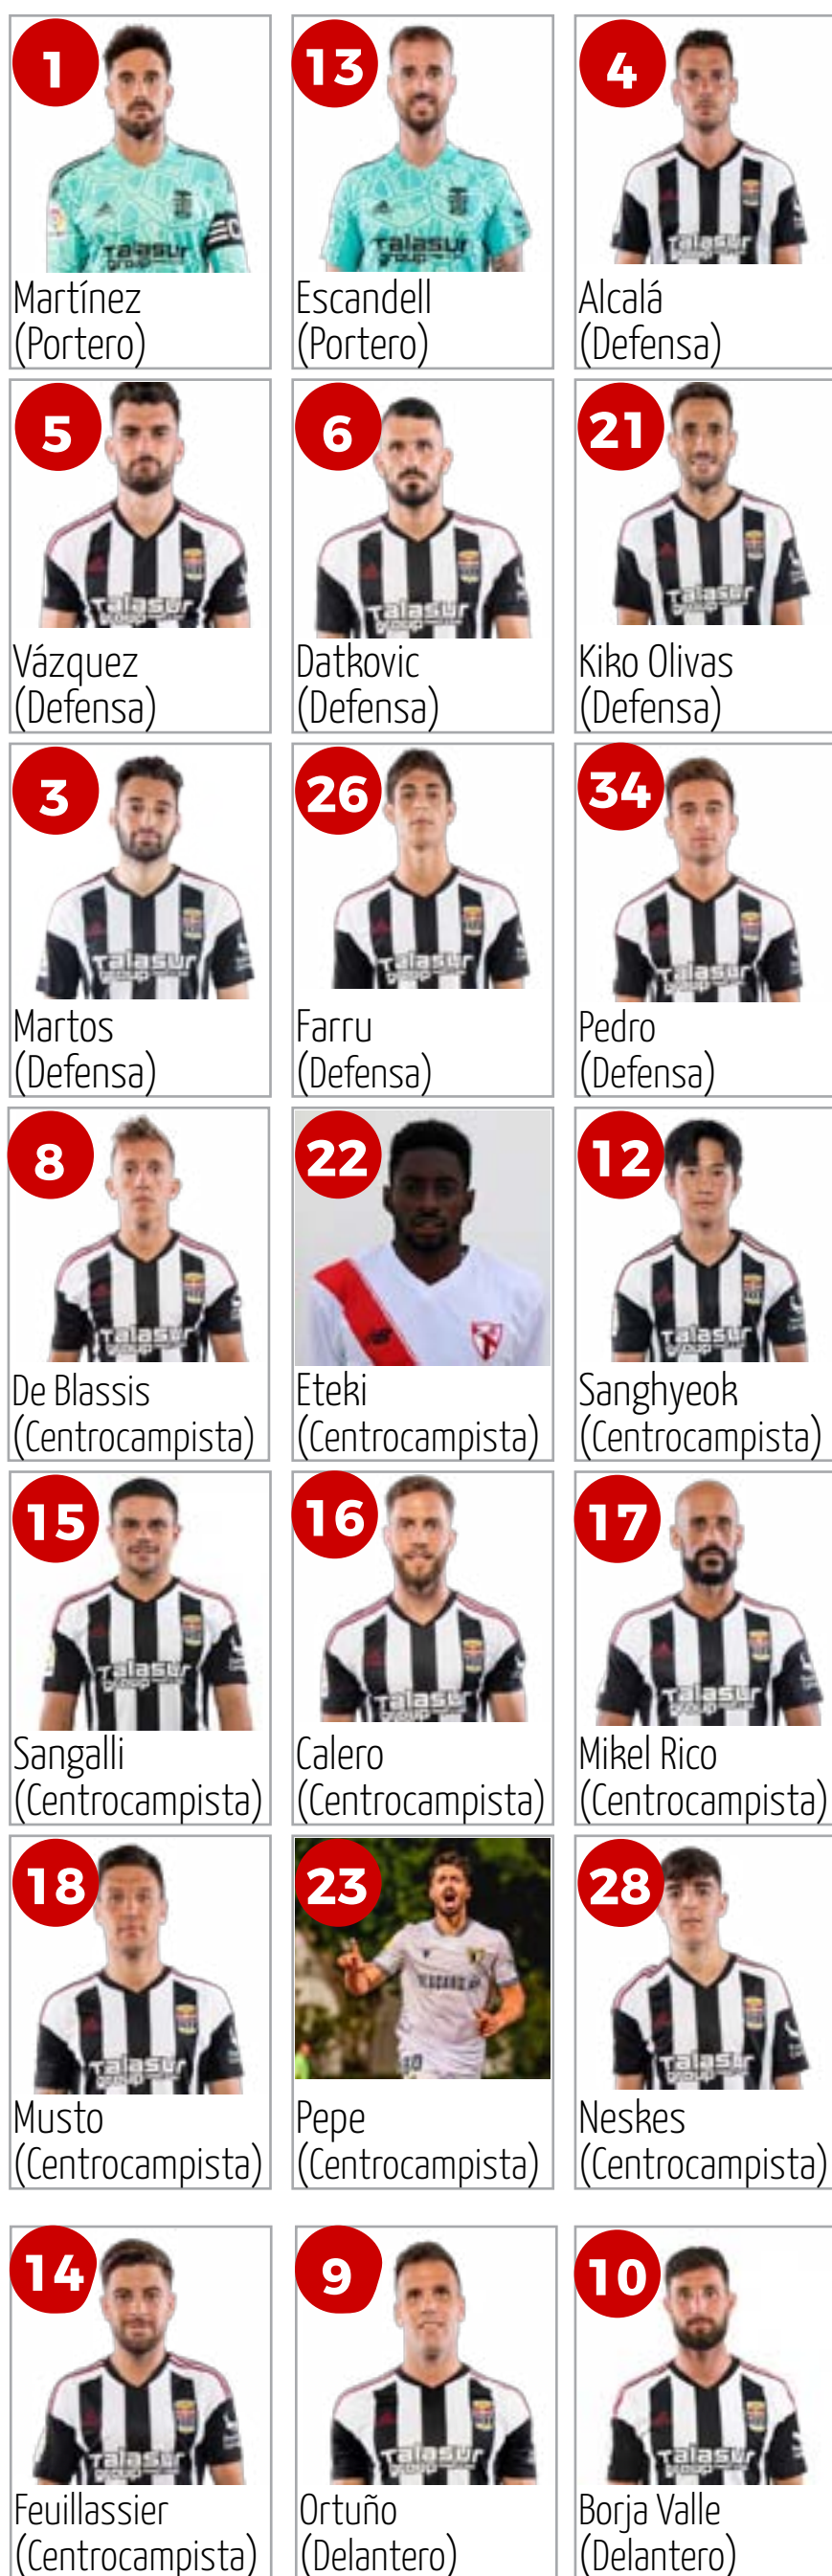 1
13
4
Martínez
(Portero)
Escandell
(Portero)
Alcalá
(Defensa)
5
6
21
Vázquez
(Defensa)
Datkovic
(Defensa)
Kiko Olivas
(Defensa)
3
26
34
Martos
(Defensa)
Farru
(Defensa)
Pedro
(Defensa)
8
22
12
De Blassis
(Centrocampista)
Eteki
(Centrocampista)
Sanghyeok
(Centrocampista)
15
16
17
Sangalli
(Centrocampista)
Calero
(Centrocampista)
Mikel Rico
(Centrocampista)
18
23
28
Musto
(Centrocampista)
Pepe
(Centrocampista)
Neskes
(Centrocampista)
14
9
10
Feuillassier
(Centrocampista)
Ortuño
(Delantero)
Borja Valle
(Delantero)